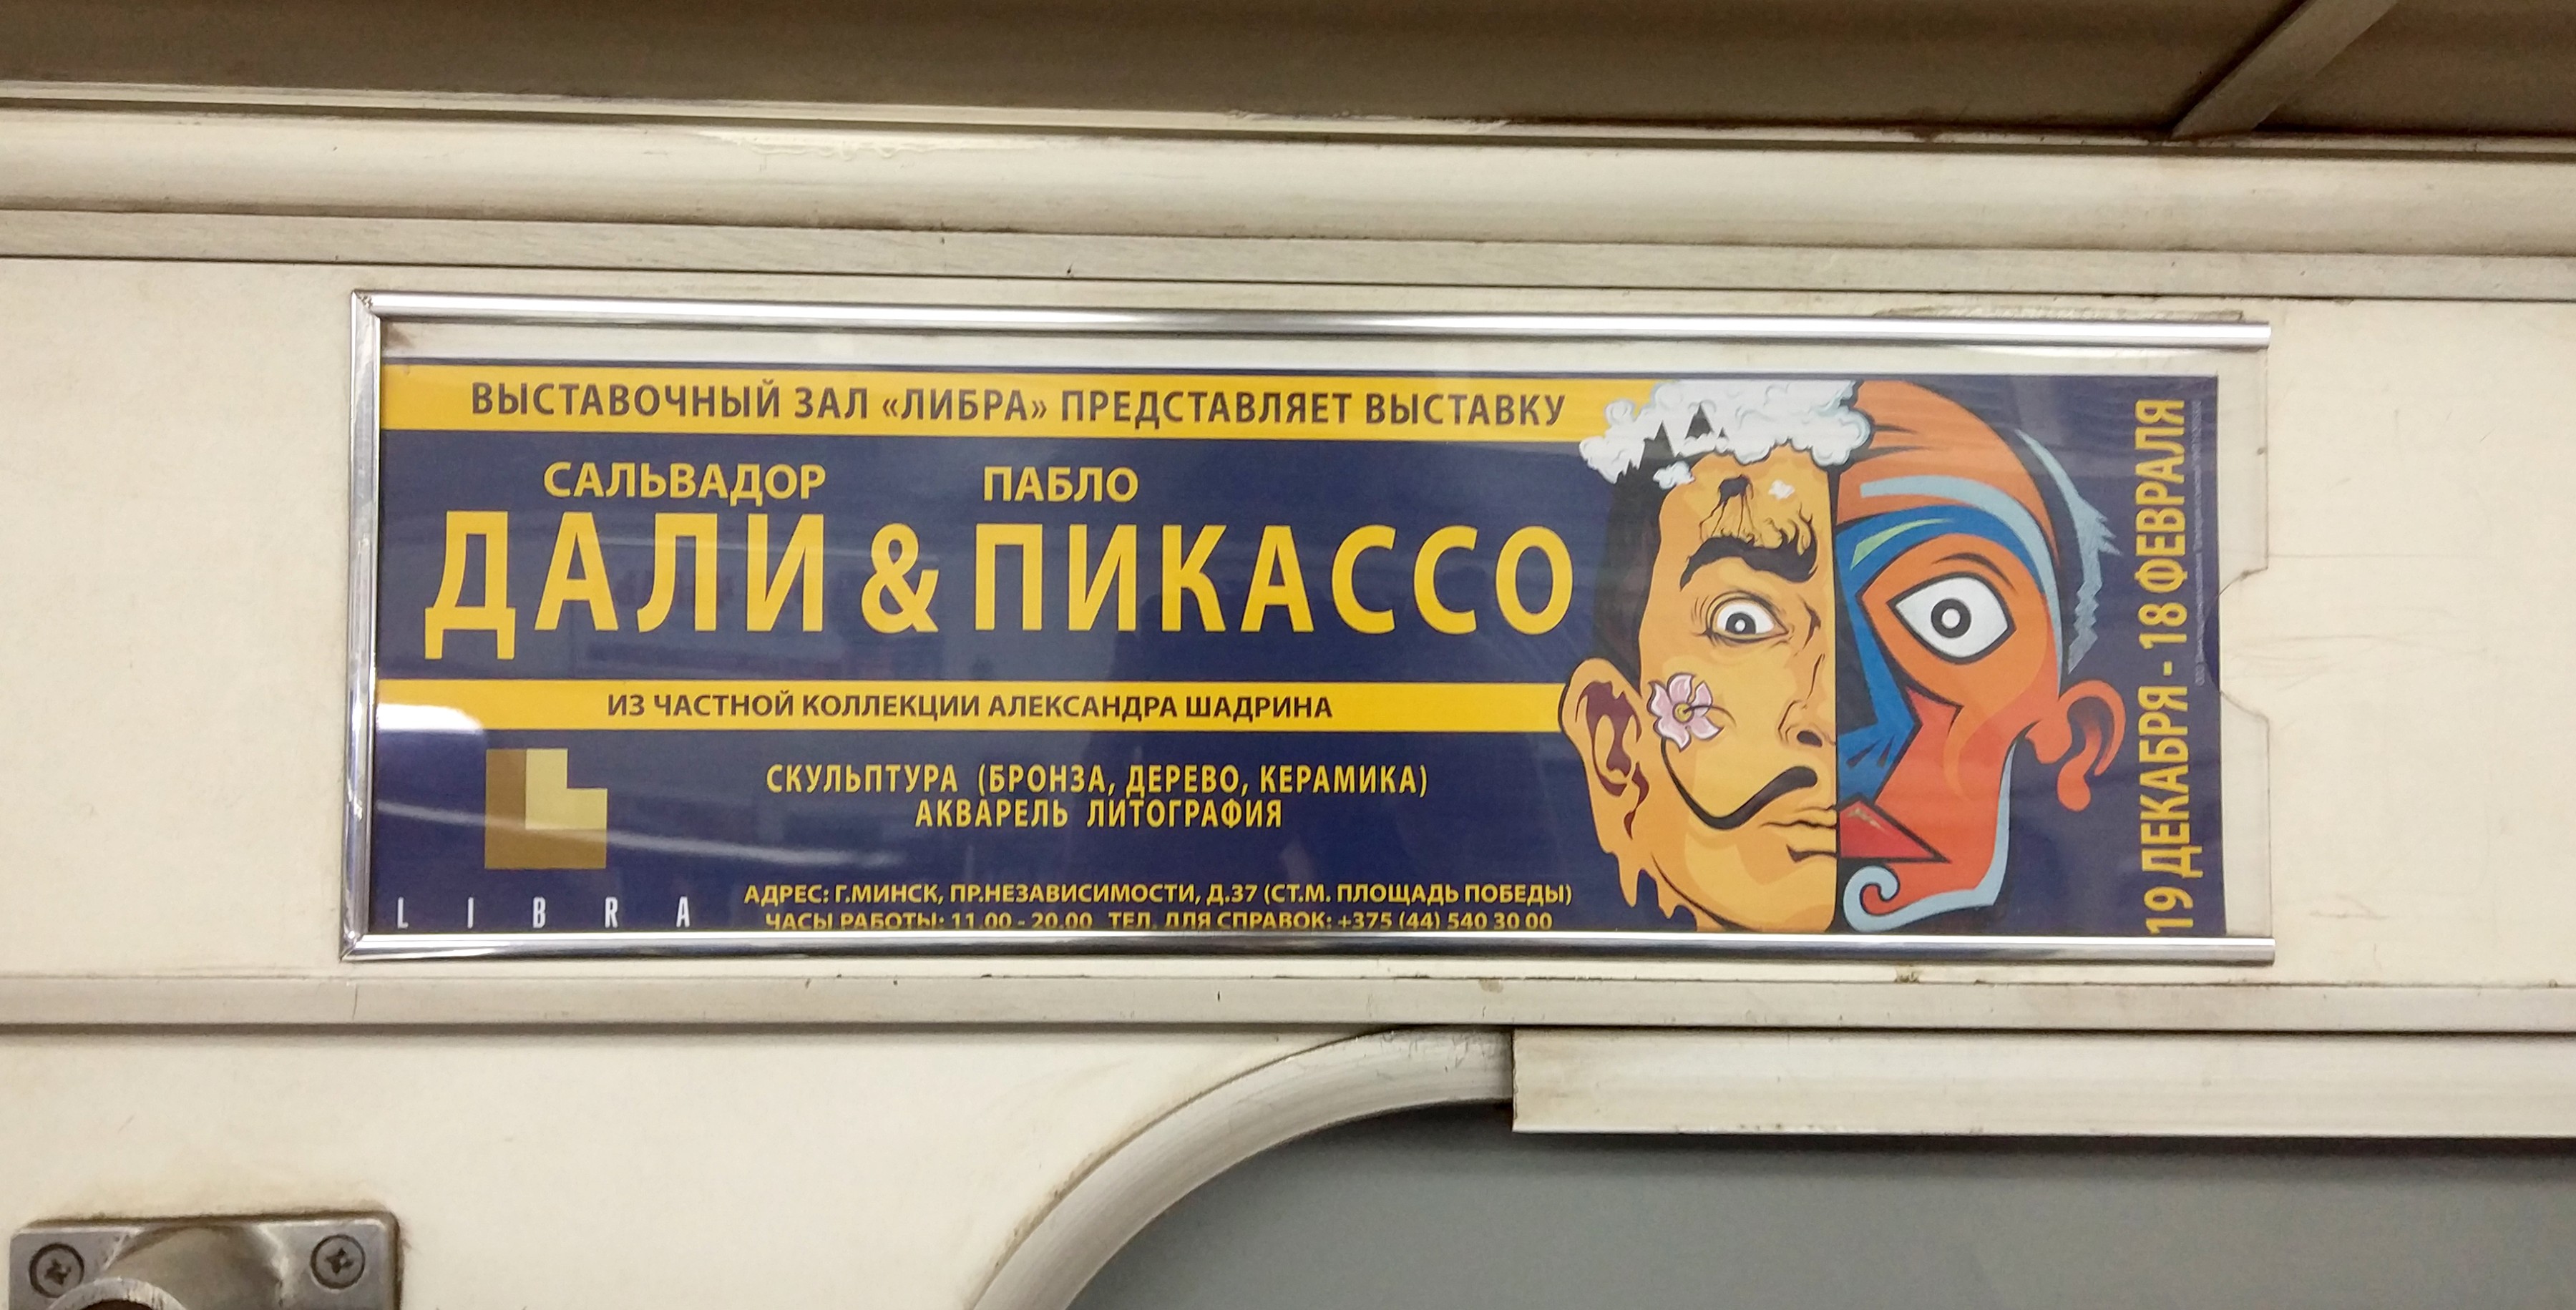 ВЫСТАВОЧНЫЙ ЗАЛ «ЛИБРА» ПРЕДСТАВЛЯЕТ ВЫСТАВКУ
САЛЬВАДОР ПАБЛО
ДАЛИ & ПИКАССО
ИЗ ЧАСТНОЙ КОЛЛЕКЦИИ АЛЕКСАНДРА ШАДРИНА
СКУЛЬПТУРА (БРОНЗА, ДЕРЕВО, КЕРАМИКА)
АКВАРЕЛЬ ЛИТОГРАФИЯ
LIBRA
АДРЕС: Г.МИНСК, ПР.НЕЗАВИСИМОСТИ, Д.37 (СТ.М. ПЛОЩАДЬ ПОБЕДЫ)
ЧАСЫ РАБОТЫ: 11.00 - 20.00 ТЕЛ. ДЛЯ СПРАВОК: +375 (44) 540 30 00
19 ДЕКАБРЯ - 18 ФЕВРАЛЯ